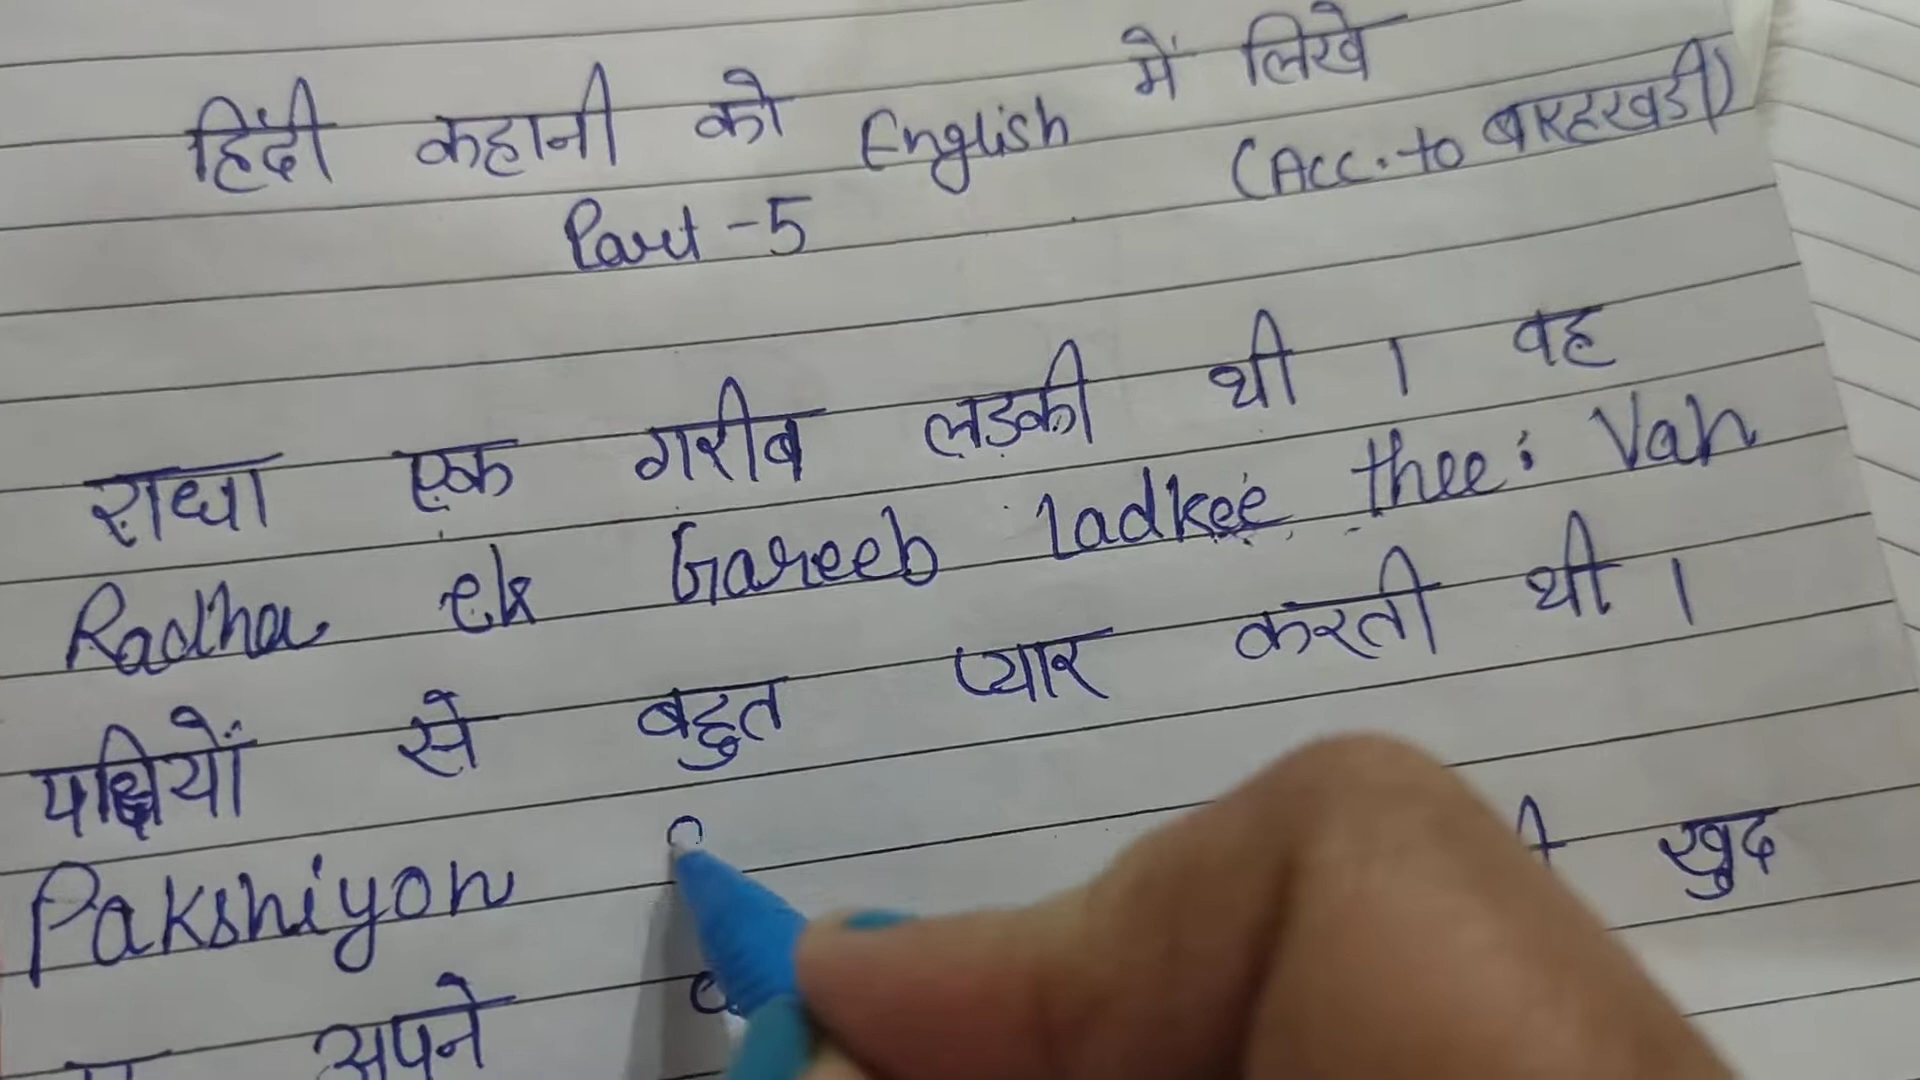 हिंदी कहानी को English में लिखे
Part-5 (Acc. to बारहखडी)
राधा एक गरीब लड़की थी । वह
Radha ek Gareeb ladkee thee: Vah
पक्षियों से बहुत प्यार करती थी ।
Pakshiyon
खुद
अपने